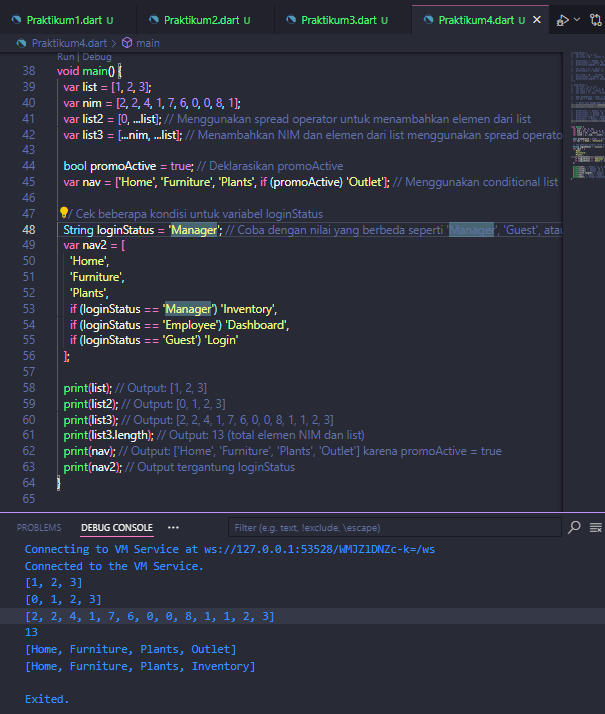 Praktikum1.dart U
Praktikum2.dart U
Praktikum3.dart U
Praktikum4.dart U
Praktikum4.dart > main
Run | Debug
38 void main() {
39 var list = [1, 2, 3];
40 var nim = [2, 2, 4, 1, 7, 6, 0, 0, 8, 1];
41 var list2 = [0, ...list]; // Menggunakan spread operator untuk menambahkan elemen dari list
42 var list3 = [...nim, ...list]; // Menambahkan NIM dan elemen dari list menggunakan spread operato
43
44 bool promoActive = true; // Deklarasikan promoActive
45 var nav = ['Home', 'Furniture', 'Plants', if (promoActive) 'Outlet']; // Menggunakan conditional list
46
47 / Cek beberapa kondisi untuk variabel loginStatus
48 String loginStatus = 'Manager'; // Coba dengan nilai yang berbeda seperti 'Manager', 'Guest', atau
49 var nav2 = [
50 'Home',
51 'Furniture',
52 'Plants',
53 if (loginStatus == 'Manager') 'Inventory',
54 if (loginStatus == 'Employee') 'Dashboard',
55 if (loginStatus == 'Guest') 'Login'
56 ];
57
58 print(list); // Output: [1, 2, 3]
59 print(list2); // Output: [0, 1, 2, 3]
60 print(list3); // Output: [2, 2, 4, 1, 7, 6, 0, 0, 8, 1, 1, 2, 3]
61 print(list3.length); // Output: 13 (total elemen NIM dan list)
62 print(nav); // Output: ['Home', 'Furniture', 'Plants', 'Outlet'] karena promoActive = true
63 print(nav2); // Output tergantung loginStatus
64 }
65
PROBLEMS DEBUG CONSOLE ... Filter (e.g. text, !exclude, \escape)
Connecting to VM Service at ws://127.0.0.1:53528/WMJZlDNZc-k=/ws
Connected to the VM Service.
[1, 2, 3]
[0, 1, 2, 3]
[2, 2, 4, 1, 7, 6, 0, 0, 8, 1, 1, 2, 3]
13
[Home, Furniture, Plants, Outlet]
[Home, Furniture, Plants, Inventory]
Exited.